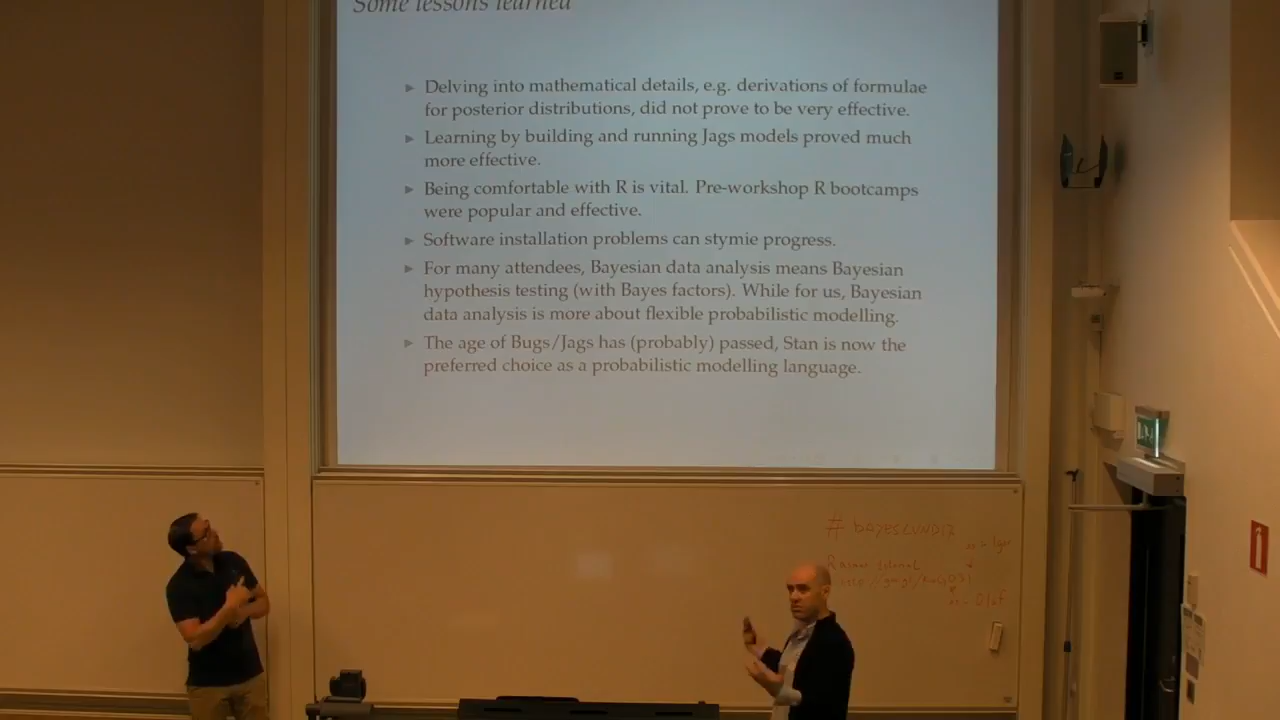 Some lessons learned
▶ Delving into mathematical details, e.g. derivations of formulae
for posterior distributions, did not prove to be very effective.
▶ Learning by building and running Jags models proved much
more effective.
▶ Being comfortable with R is vital. Pre-workshop R bootcamps
were popular and effective.
▶ Software installation problems can stymie progress.
▶ For many attendees, Bayesian data analysis means Bayesian
hypothesis testing (with Bayes factors). While for us, Bayesian
data analysis is more about flexible probabilistic modelling.
▶ The age of Bugs/Jags has (probably) passed, Stan is now the
preferred choice as a probabilistic modelling language.
# BAYESLUND17